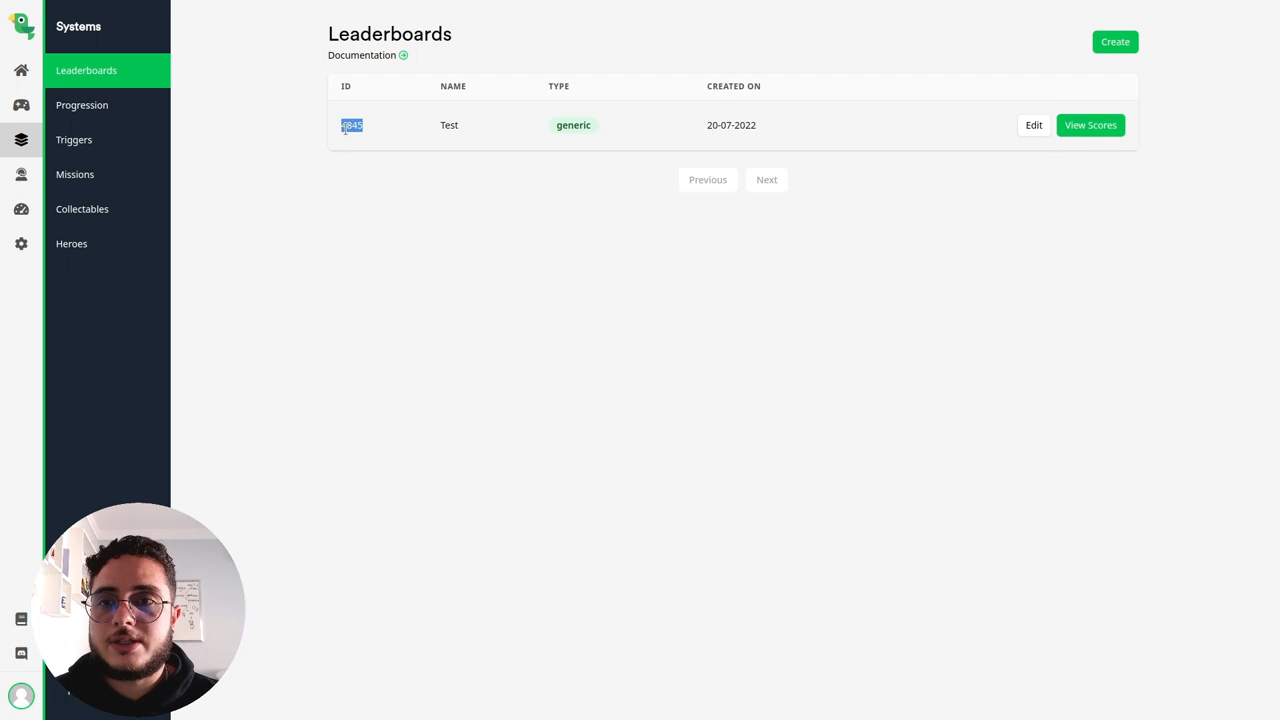 Systems
Leaderboards
Progression
Triggers
Missions
Collectables
Heroes
Leaderboards
Documentation
Create
ID NAME TYPE CREATED ON
Test generic 20-07-2022 Edit View Scores
Previous Next